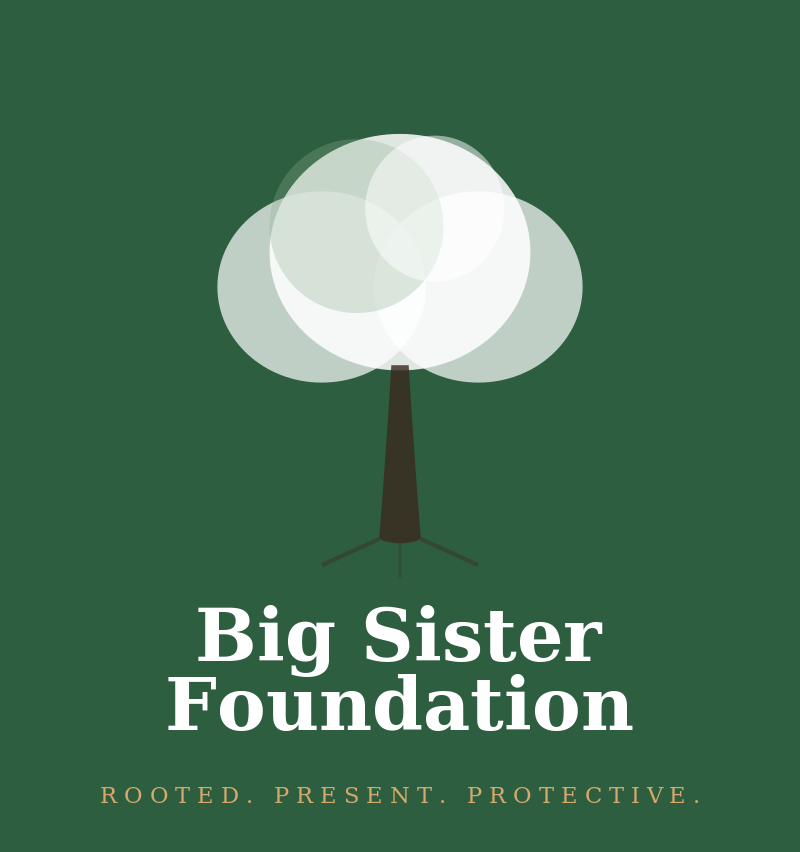 Big Sister
Foundation
ROOTED. PRESENT. PROTECTIVE.